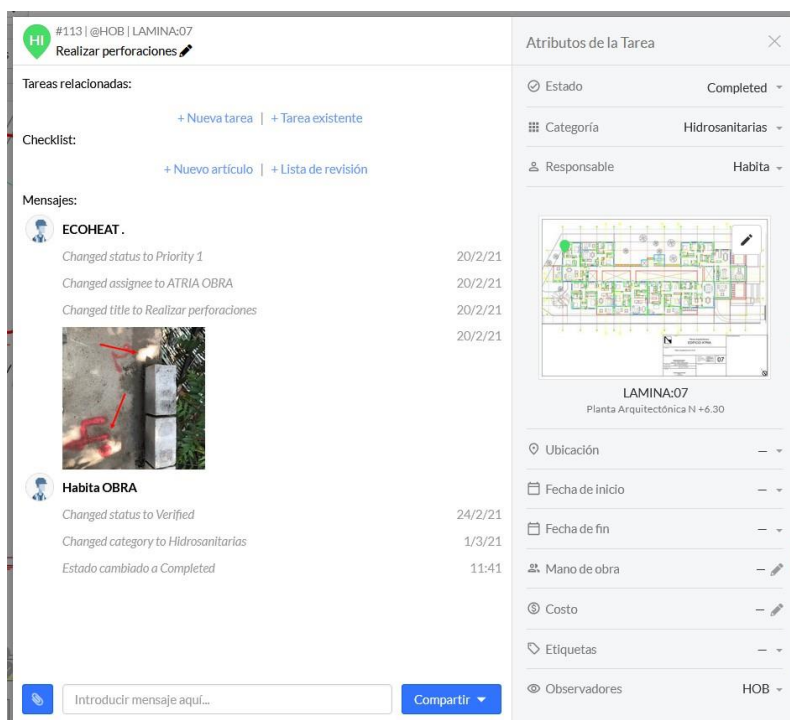 HI
#113 | @HOB | LAMINA:07
Realizar perforaciones
Tareas relacionadas:
+ Nueva tarea | + Tarea existente
Checklist:
+ Nuevo artículo | + Lista de revisión
Mensajes:
ECOHEAT .
Changed status to Priority 1 20/2/21
Changed assignee to ATRIA OBRA 20/2/21
Changed title to Realizar perforaciones 20/2/21
20/2/21
Habita OBRA
Changed status to Verified 24/2/21
Changed category to Hidrosanitarias 1/3/21
Estado cambiado a Completed 11:41
Introducir mensaje aquí...
Compartir
Atributos de la Tarea
Estado Completed
Categoría Hidrosanitarias
Responsable Habita
07
LAMINA:07
Planta Arquitectónica N +6.30
Ubicación –
Fecha de inicio –
Fecha de fin –
Mano de obra –
Costo –
Etiquetas –
Observadores HOB